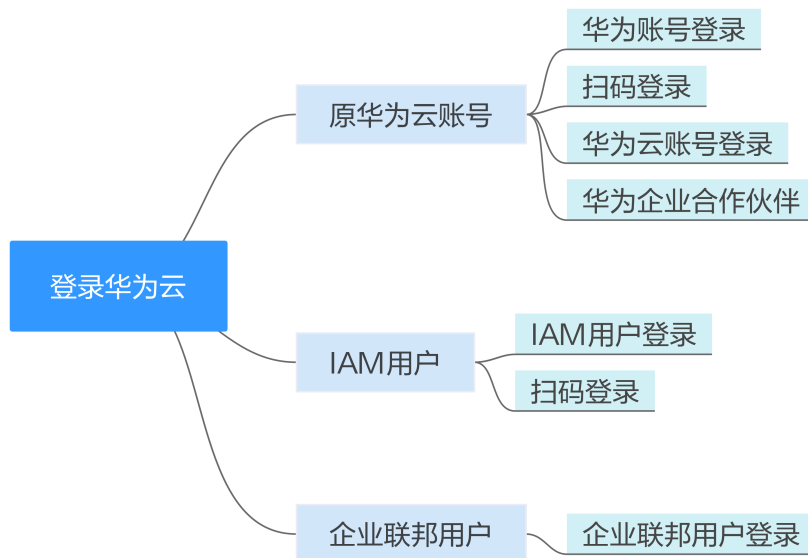 登录华为云
原华为云账号
华为账号登录
扫码登录
华为云账号登录
华为企业合作伙伴
IAM用户
IAM用户登录
扫码登录
企业联邦用户
企业联邦用户登录